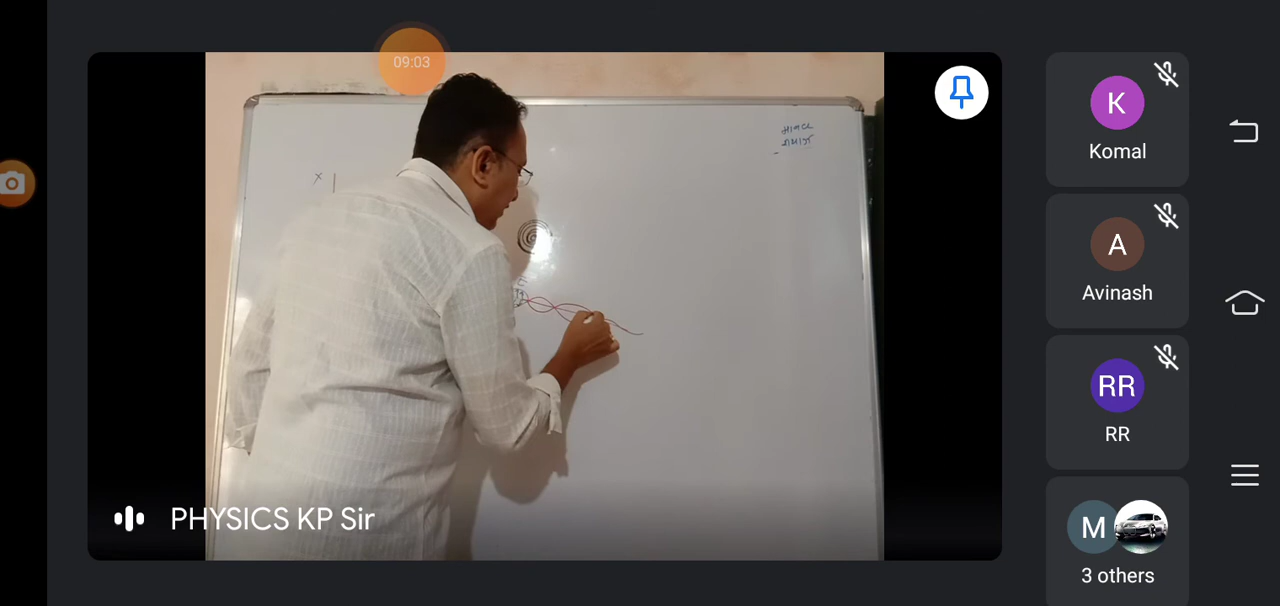 09:03
X
K
Komal
A
Avinash
RR
RR
PHYSICS KP Sir
M
3 others